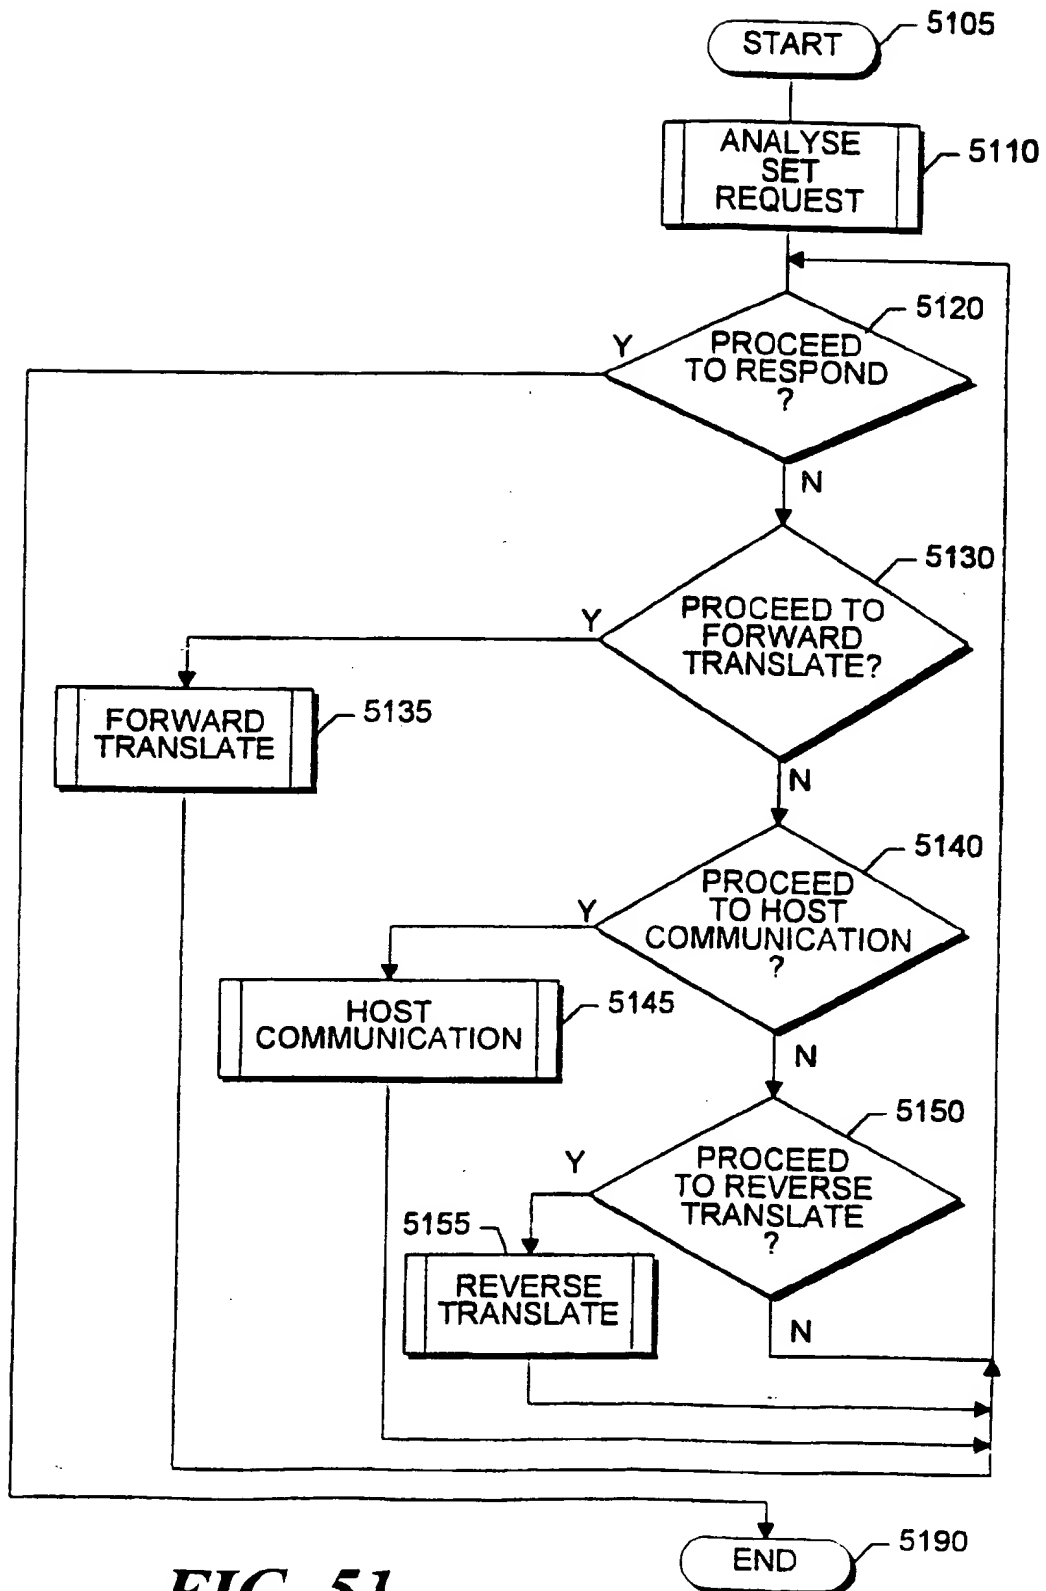 START
5105
ANALYSE
SET
REQUEST
5110
5120
Y
PROCEED
TO RESPOND
?
N
5130
Y
PROCEED TO
FORWARD
TRANSLATE?
FORWARD
TRANSLATE
5135
N
5140
Y
PROCEED
TO HOST
COMMUNICATION
?
HOST
COMMUNICATION
5145
N
5150
Y
PROCEED
TO REVERSE
TRANSLATE
?
5155
REVERSE
TRANSLATE
N
END
5190
FIG. 51